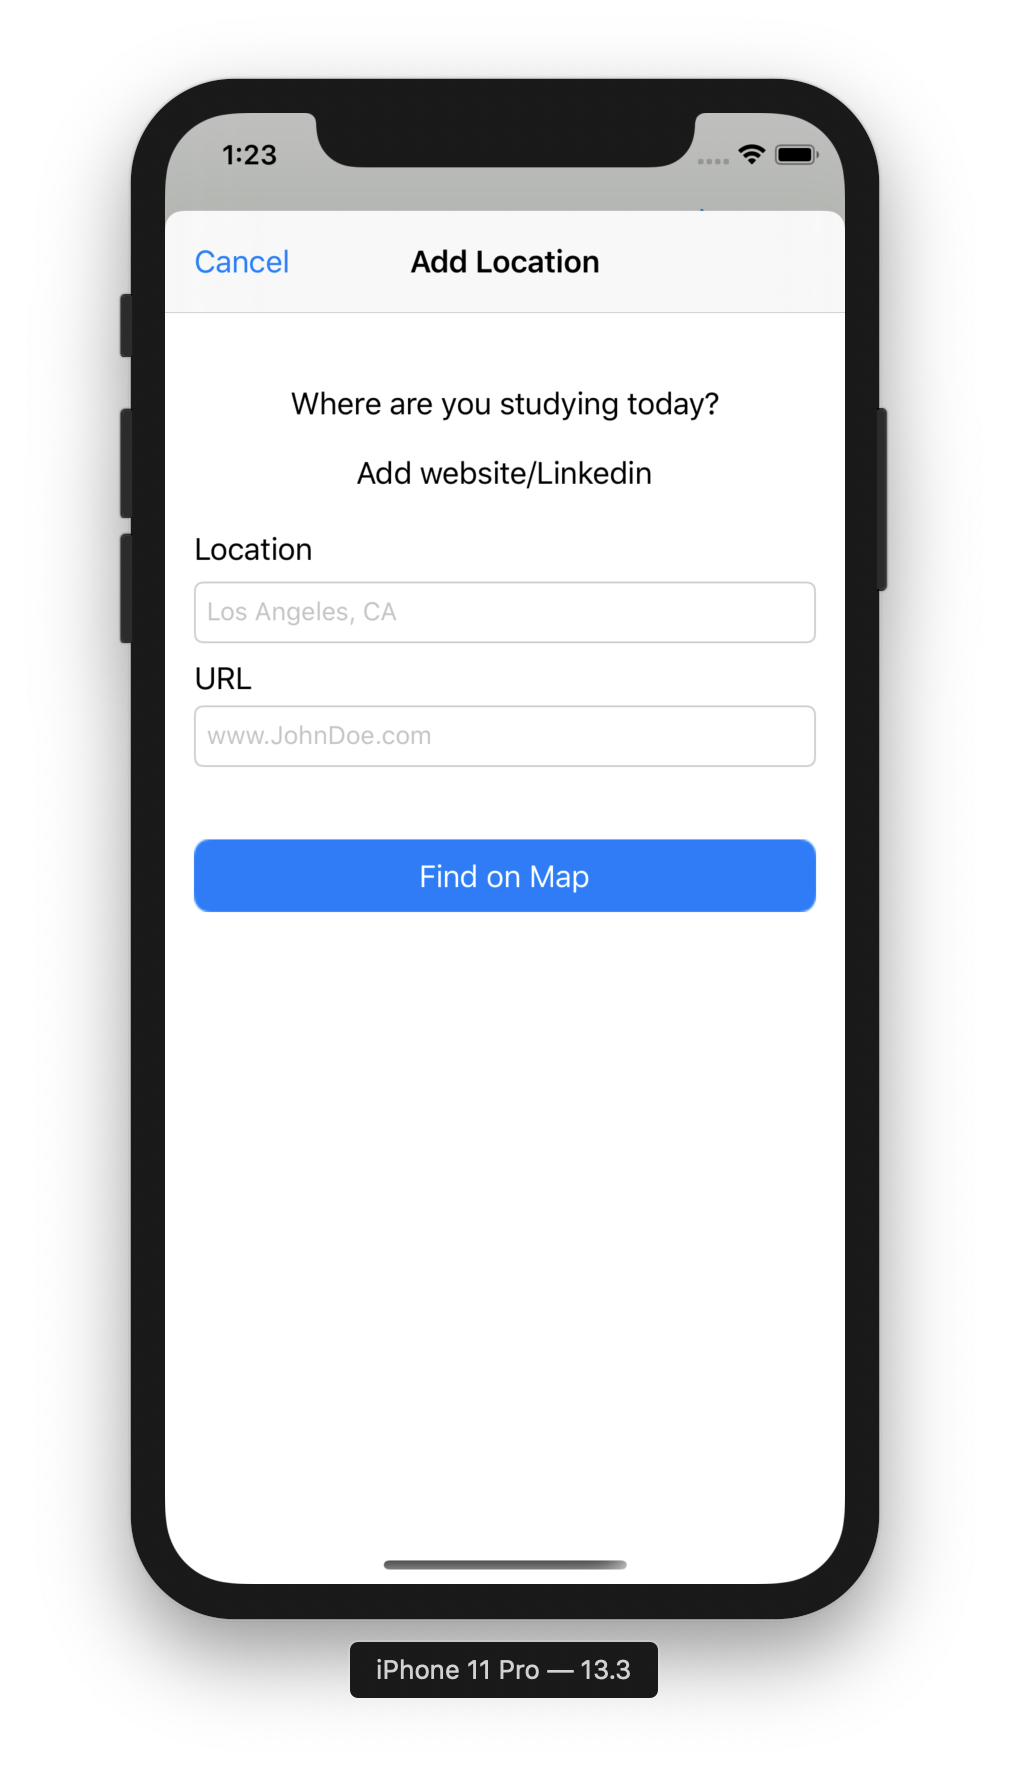 1:23
Cancel
Add Location
Where are you studying today?
Add website/Linkedin
Location
Los Angeles, CA
URL
www.JohnDoe.com
Find on Map
iPhone 11 Pro — 13.3